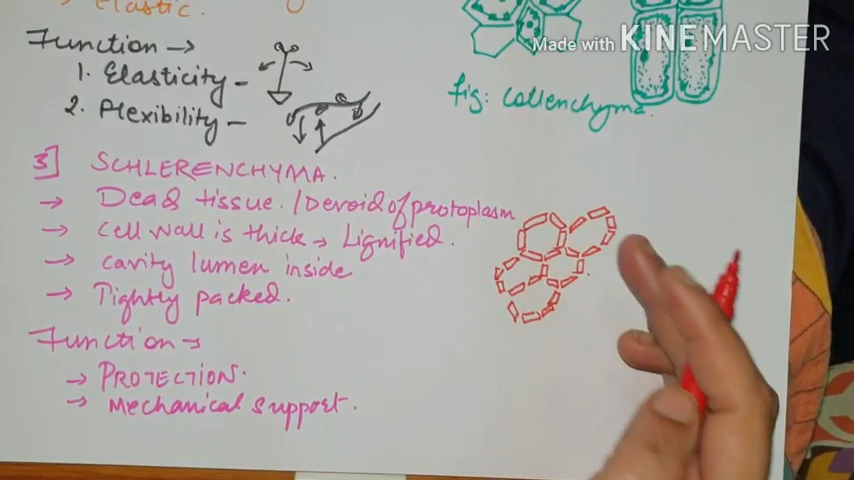 → Elastic.
Function →
1. Elasticity –
2. Flexibility –
Made with KINEMASTER
fig: Collenchyma.
3] SCHLERENCHYMA.
→ Dead tissue. / Devoid of protoplasm
→ Cell wall is thick → Lignified.
→ cavity lumen inside
→ Tightly packed.
Function →
→ PROTECTION.
→ Mechanical support.